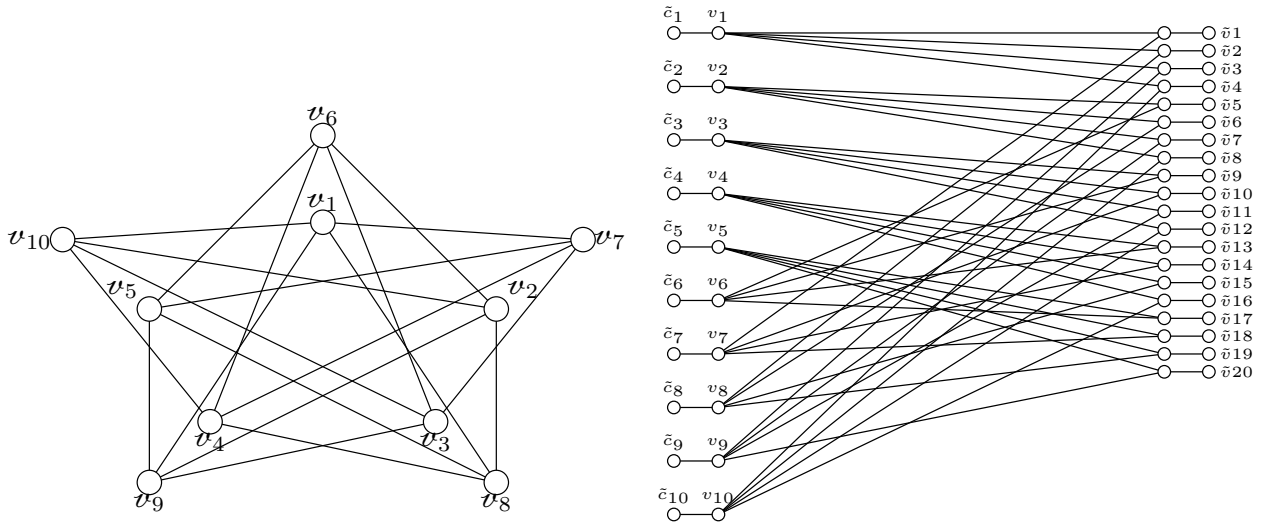 v₆
v₁
v₁₀
v₇
v₅
v₂
v₄
v₃
v₉
v₈
c̃₁ v₁
c̃₂ v₂
c̃₃ v₃
c̃₄ v₄
c̃₅ v₅
c̃₆ v₆
c̃₇ v₇
c̃₈ v₈
c̃₉ v₉
c̃₁₀ v₁₀
ṽ1
ṽ2
ṽ3
ṽ4
ṽ5
ṽ6
ṽ7
ṽ8
ṽ9
ṽ10
ṽ11
ṽ12
ṽ13
ṽ14
ṽ15
ṽ16
ṽ17
ṽ18
ṽ19
ṽ20